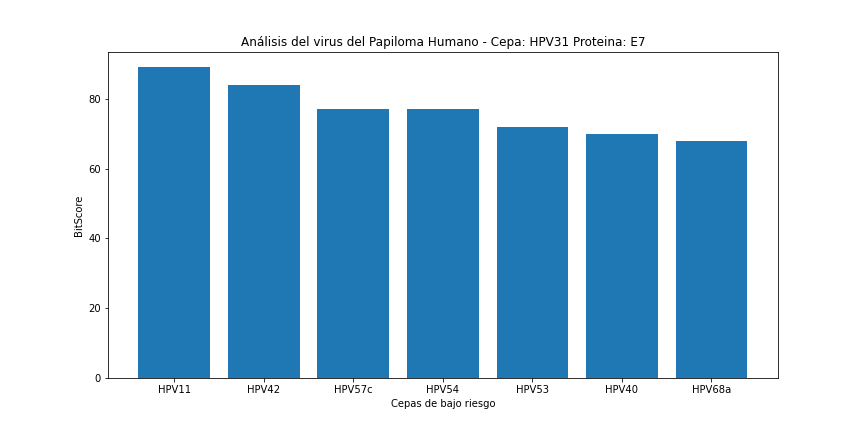 Análisis del virus del Papiloma Humano - Cepa: HPV31 Proteina: E7
BitScore
80
60
40
20
0
HPV11 HPV42 HPV57c HPV54 HPV53 HPV40 HPV68a
Cepas de bajo riesgo